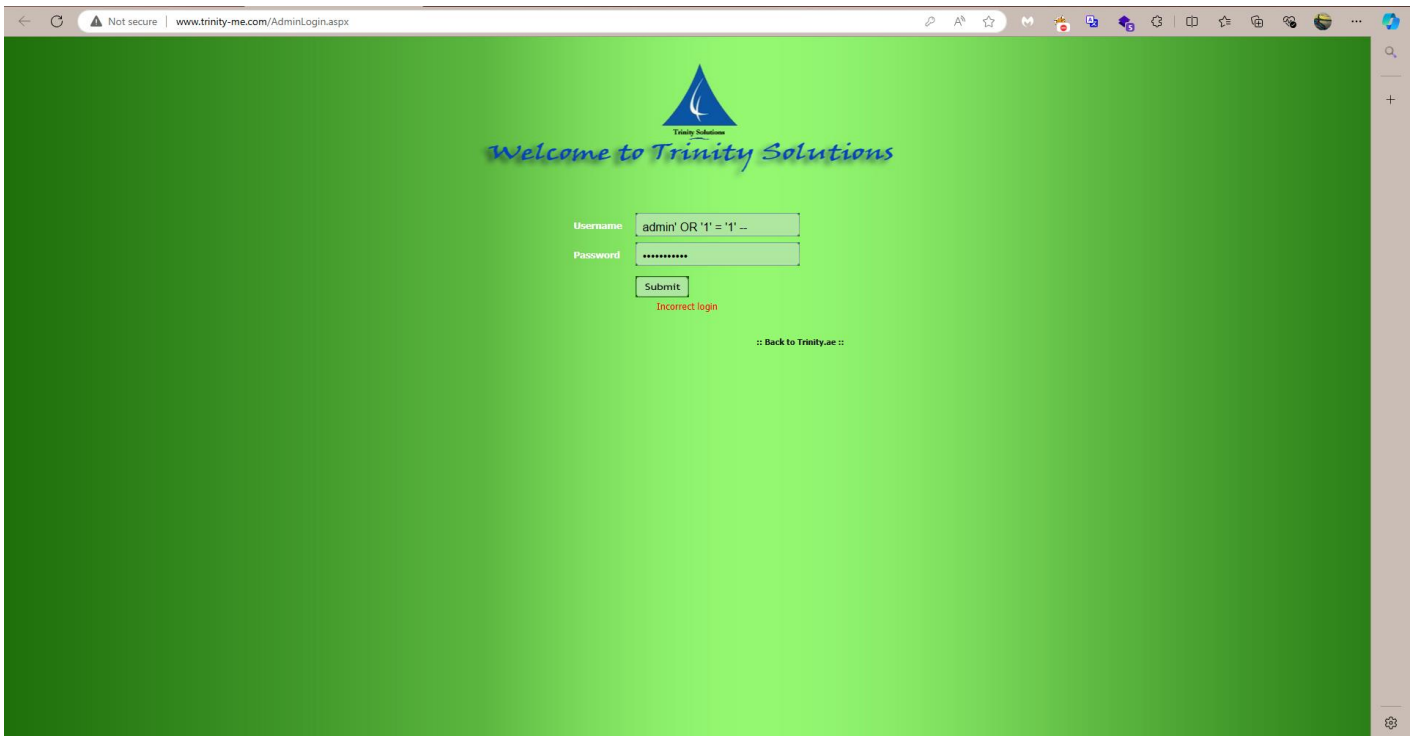 Not secure www.trinity-me.com/AdminLogin.aspx
Trinity Solutions
Welcome to Trinity Solutions
Username admin' OR '1' = '1' --
Password •••••••••••
Submit
Incorrect login
:: Back to Trinity.ae ::